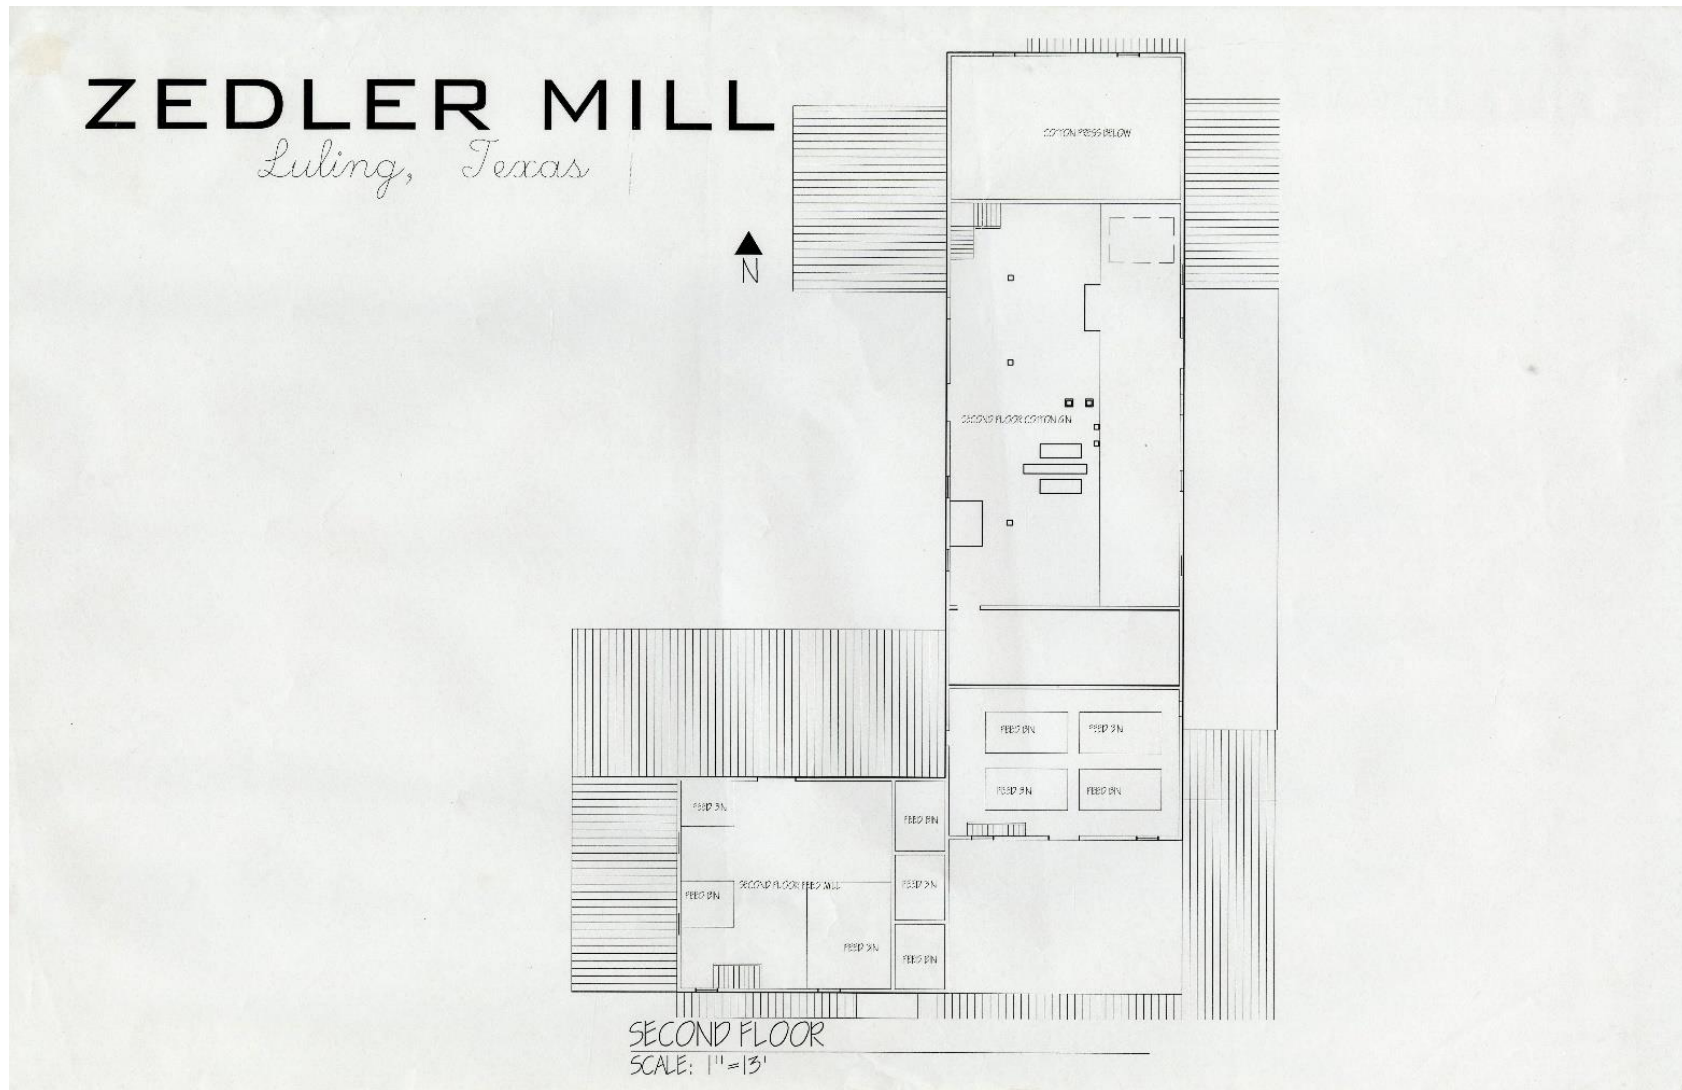 ZEDLER MILL
Luling, Texas
N
COTTON PRESS BELOW
SECOND FLOOR COTTON GIN
FEED BIN
FEED BIN
FEED BIN
FEED BIN
FEED BIN
FEED BIN
SECOND FLOOR FEED MILL
FEED BIN
FEED BIN
FEED BIN
FEED BIN
SECOND FLOOR
SCALE: 1"=13'